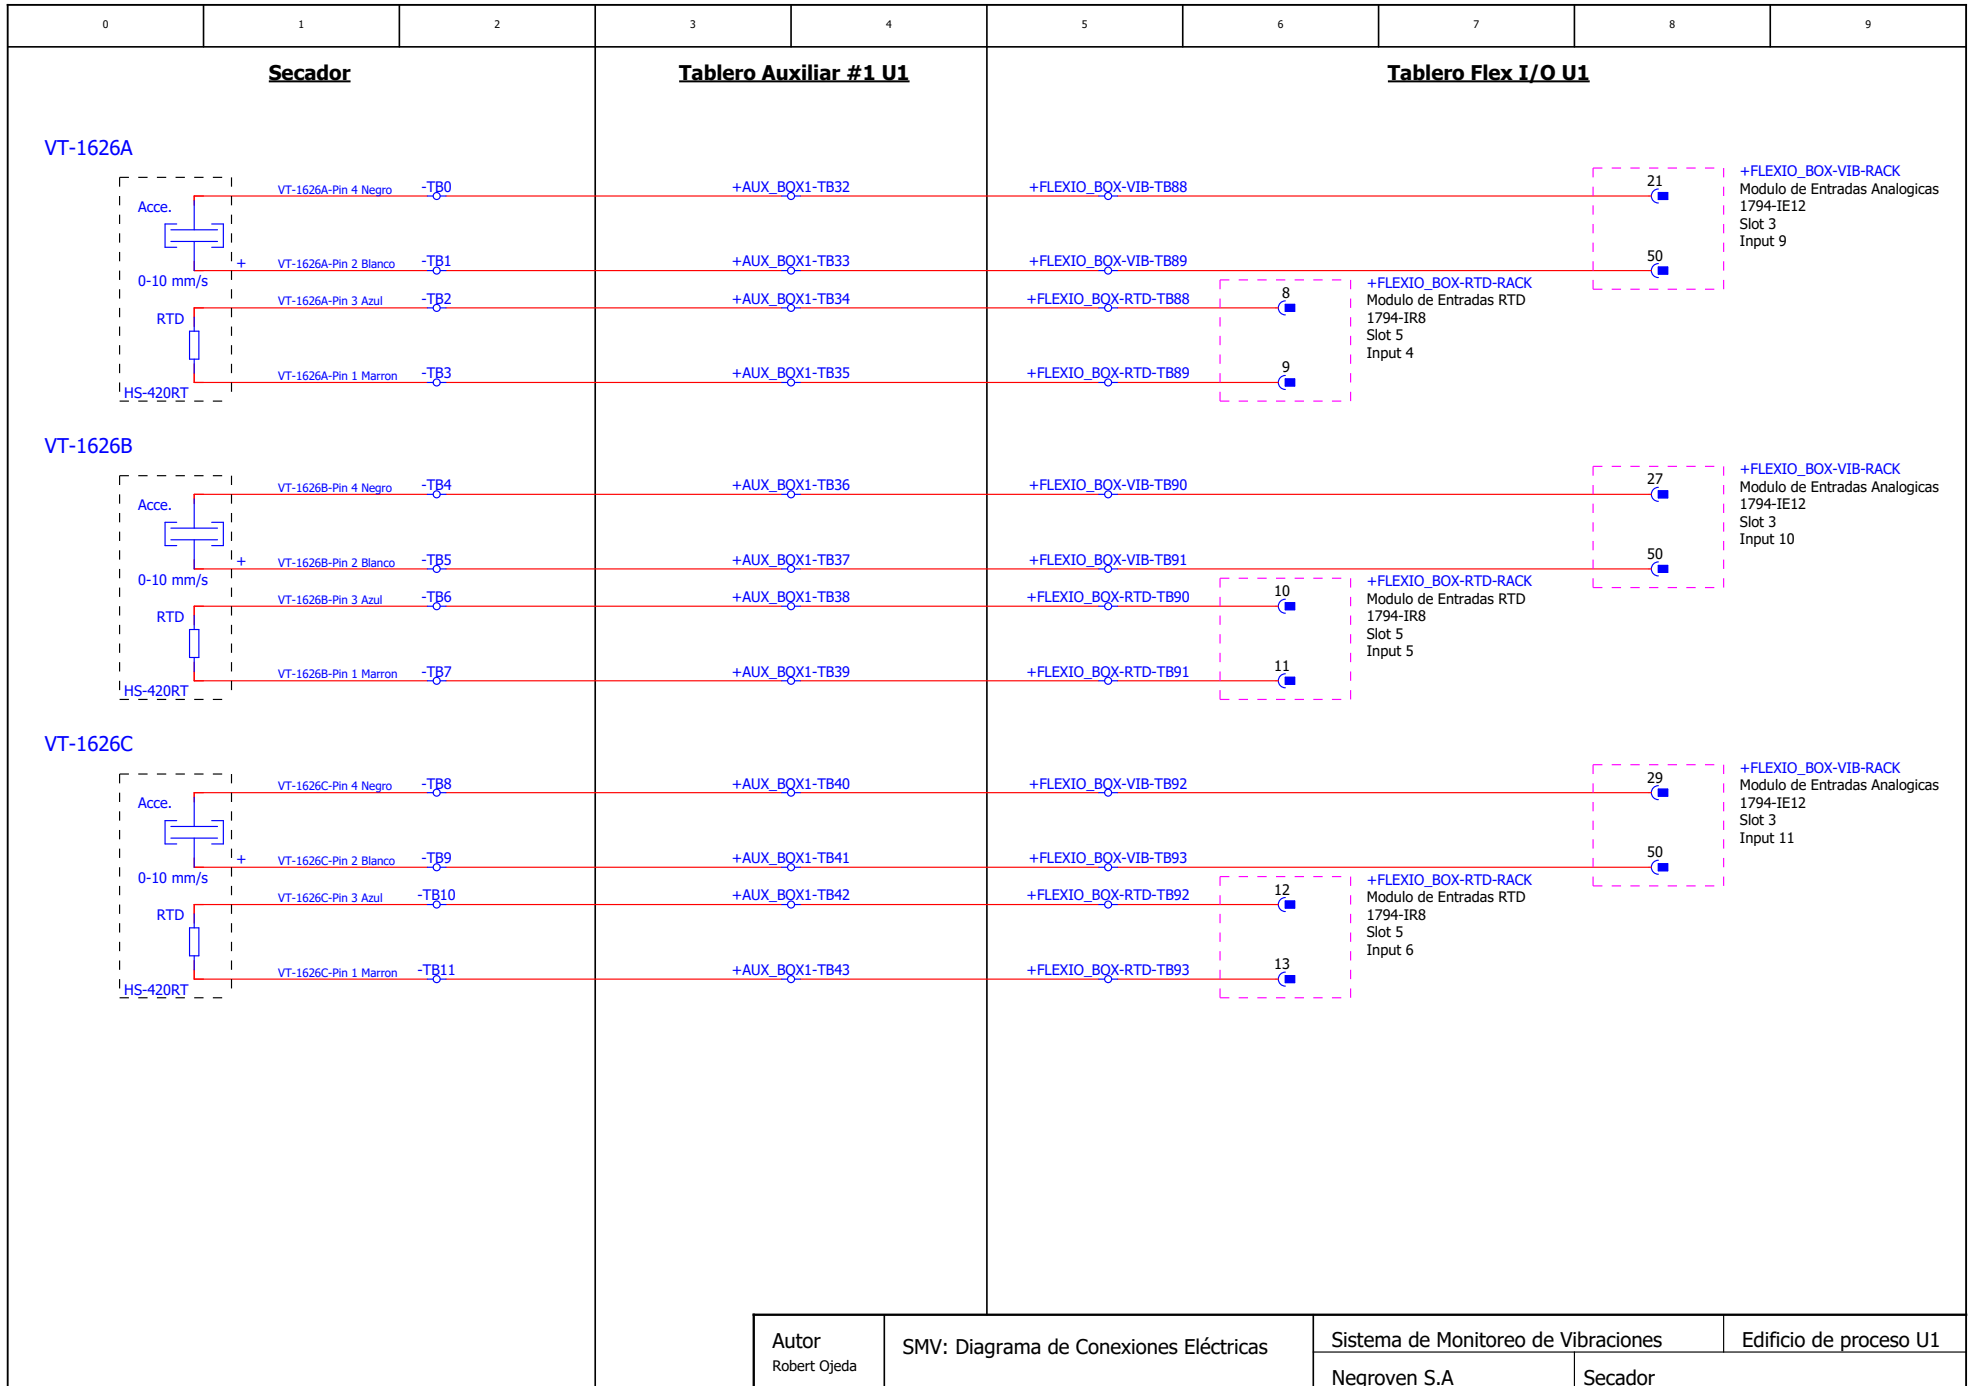 0 1 2 3 4 5 6 7 8 9
Secador
Tablero Auxiliar #1 U1
Tablero Flex I/O U1
VT-1626A
Acce.
0-10 mm/s
RTD
HS-420RT
+
VT-1626A-Pin 4 Negro -TB0 +AUX_BOX1-TB32 +FLEXIO_BOX-VIB-TB88 21
VT-1626A-Pin 2 Blanco -TB1 +AUX_BOX1-TB33 +FLEXIO_BOX-VIB-TB89 50
+FLEXIO_BOX-VIB-RACK
Modulo de Entradas Analogicas
1794-IE12
Slot 3
Input 9
VT-1626A-Pin 3 Azul -TB2 +AUX_BOX1-TB34 +FLEXIO_BOX-RTD-TB88 8
VT-1626A-Pin 1 Marron -TB3 +AUX_BOX1-TB35 +FLEXIO_BOX-RTD-TB89 9
+FLEXIO_BOX-RTD-RACK
Modulo de Entradas RTD
1794-IR8
Slot 5
Input 4
VT-1626B
Acce.
0-10 mm/s
RTD
HS-420RT
+
VT-1626B-Pin 4 Negro -TB4 +AUX_BOX1-TB36 +FLEXIO_BOX-VIB-TB90 27
VT-1626B-Pin 2 Blanco -TB5 +AUX_BOX1-TB37 +FLEXIO_BOX-VIB-TB91 50
+FLEXIO_BOX-VIB-RACK
Modulo de Entradas Analogicas
1794-IE12
Slot 3
Input 10
VT-1626B-Pin 3 Azul -TB6 +AUX_BOX1-TB38 +FLEXIO_BOX-RTD-TB90 10
VT-1626B-Pin 1 Marron -TB7 +AUX_BOX1-TB39 +FLEXIO_BOX-RTD-TB91 11
+FLEXIO_BOX-RTD-RACK
Modulo de Entradas RTD
1794-IR8
Slot 5
Input 5
VT-1626C
Acce.
0-10 mm/s
RTD
HS-420RT
+
VT-1626C-Pin 4 Negro -TB8 +AUX_BOX1-TB40 +FLEXIO_BOX-VIB-TB92 29
VT-1626C-Pin 2 Blanco -TB9 +AUX_BOX1-TB41 +FLEXIO_BOX-VIB-TB93 50
+FLEXIO_BOX-VIB-RACK
Modulo de Entradas Analogicas
1794-IE12
Slot 3
Input 11
VT-1626C-Pin 3 Azul -TB10 +AUX_BOX1-TB42 +FLEXIO_BOX-RTD-TB92 12
VT-1626C-Pin 1 Marron -TB11 +AUX_BOX1-TB43 +FLEXIO_BOX-RTD-TB93 13
+FLEXIO_BOX-RTD-RACK
Modulo de Entradas RTD
1794-IR8
Slot 5
Input 6
Autor
Robert Ojeda
SMV: Diagrama de Conexiones Eléctricas
Sistema de Monitoreo de Vibraciones
Edificio de proceso U1
Negroven S.A
Secador